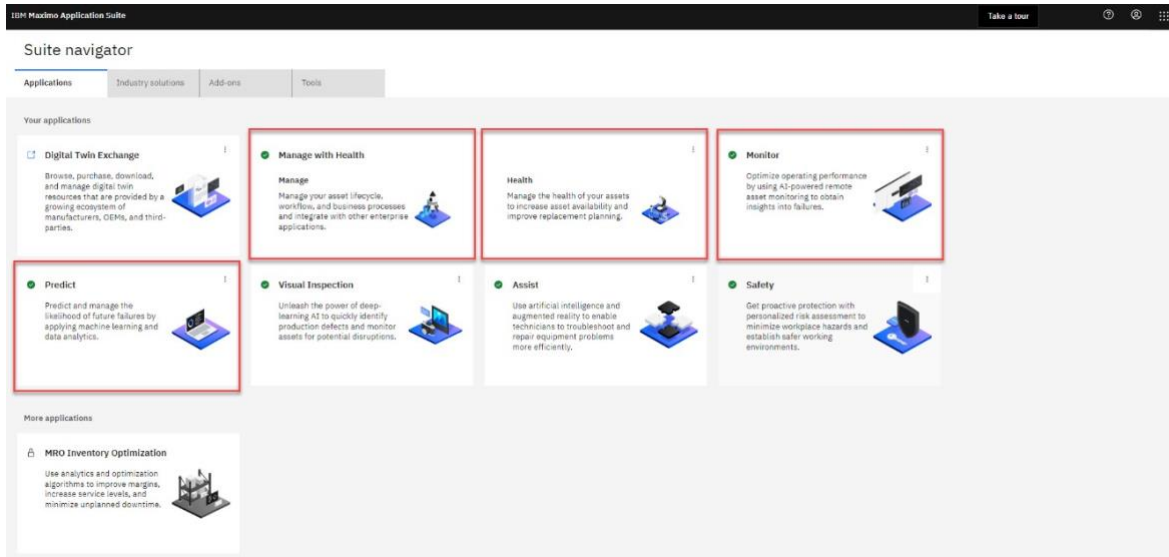 IBM Maximo Application Suite
Take a tour
Suite navigator
Applications
Industry solutions
Add-ons
Tools
Your applications
Digital Twin Exchange
Browse, purchase, download,
and manage digital twin
resources that are provided by a
growing ecosystem of
manufacturers, OEMs, and third-
parties.
Manage with Health
Manage
Manage your asset lifecycle,
workflow, and business processes
and integrate with other enterprise
applications.
Health
Manage the health of your assets
to increase asset availability and
improve replacement planning.
Monitor
Optimize operating performance
by using AI-powered remote
asset monitoring to obtain
insights into failures.
Predict
Predict and manage the
likelihood of future failures by
applying machine learning and
data analytics.
Visual Inspection
Unleash the power of deep-
learning AI to quickly identify
production defects and monitor
assets for potential disruptions.
Assist
Use artificial intelligence and
augmented reality to enable
technicians to troubleshoot and
repair equipment problems
more efficiently.
Safety
Get proactive protection with
personalized risk assessment to
minimize workplace hazards and
establish safer working
environments.
More applications
MRO Inventory Optimization
Use analytics and optimization
algorithms to improve margins,
increase service levels, and
minimize unplanned downtime.